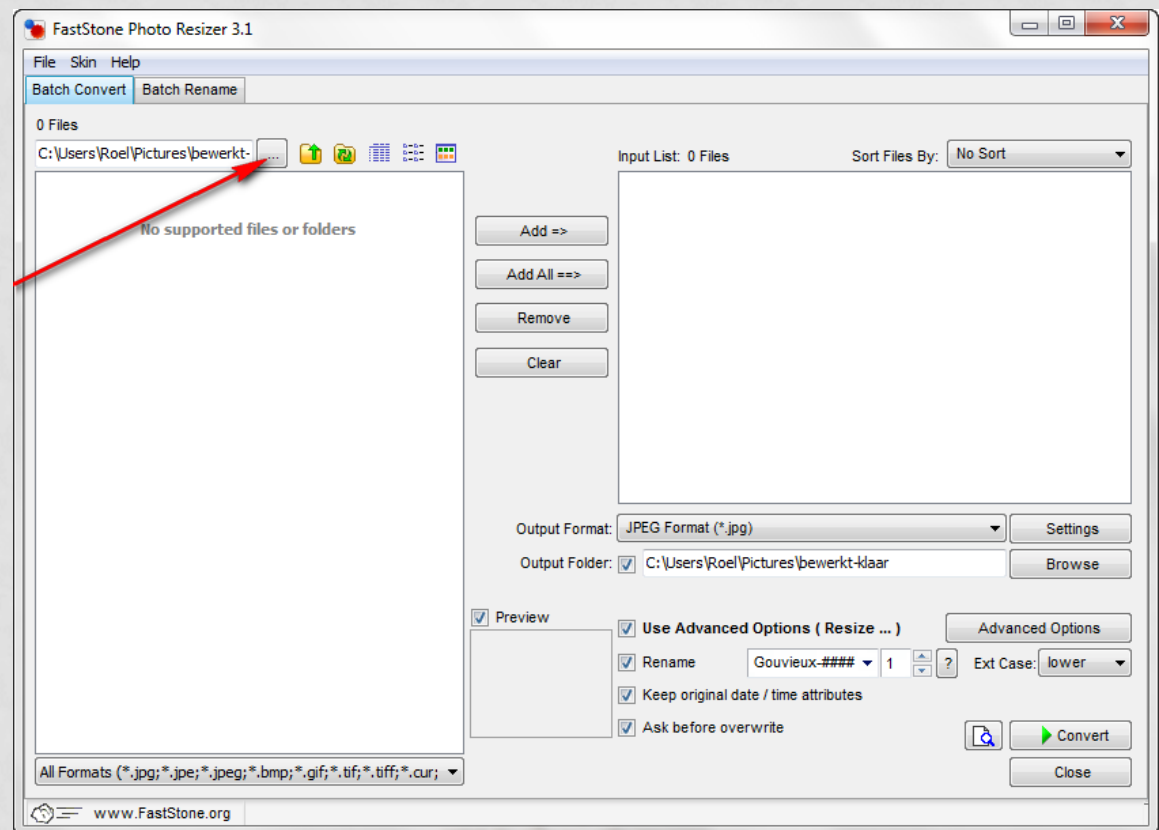 FastStone Photo Resizer 3.1
File Skin Help
Batch Convert Batch Rename
0 Files
C:\Users\Roel\Pictures\bewerkt- ...
Input List: 0 Files Sort Files By: No Sort
No supported files or folders
Add =>
Add All ==>
Remove
Clear
Output Format: JPEG Format (*.jpg) Settings
Output Folder: C:\Users\Roel\Pictures\bewerkt-klaar Browse
Preview
Use Advanced Options ( Resize ... ) Advanced Options
Rename Gouvieux-#### 1 ? Ext Case: lower
Keep original date / time attributes
Ask before overwrite
Convert
All Formats (*.jpg;*.jpe;*.jpeg;*.bmp;*.gif;*.tif;*.tiff;*.cur; Close
www.FastStone.org